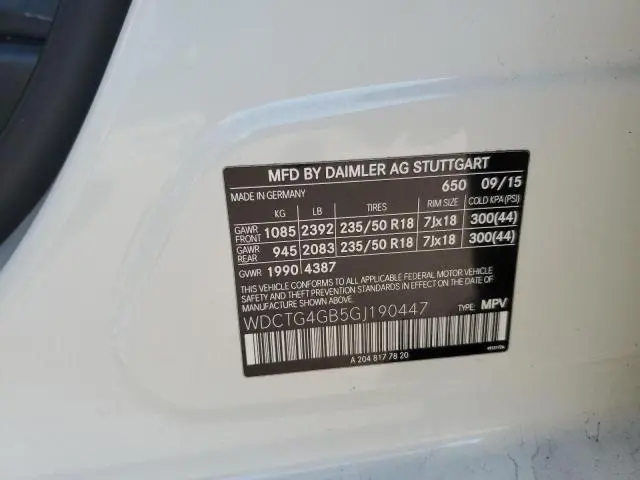 MFD BY DAIMLER AG STUTTGART
MADE IN GERMANY 650 09/15
KG LB TIRES RIM SIZE COLD KPA(PSI)
GAWR FRONT 1085 2392 235/50 R18 7Jx18 300(44)
GAWR REAR 945 2083 235/50 R18 7Jx18 300(44)
GVWR 1990 4387
THIS VEHICLE CONFORMS TO ALL APPLICABLE FEDERAL MOTOR VEHICLE
SAFETY, BUMPER, AND THEFT PREVENTION STANDARDS IN EFFECT ON THE DATE OF
MANUFACTURE SHOWN ABOVE.
WDCTG4GB5GJ190447 TYPE: MPV
A 204 817 78 20